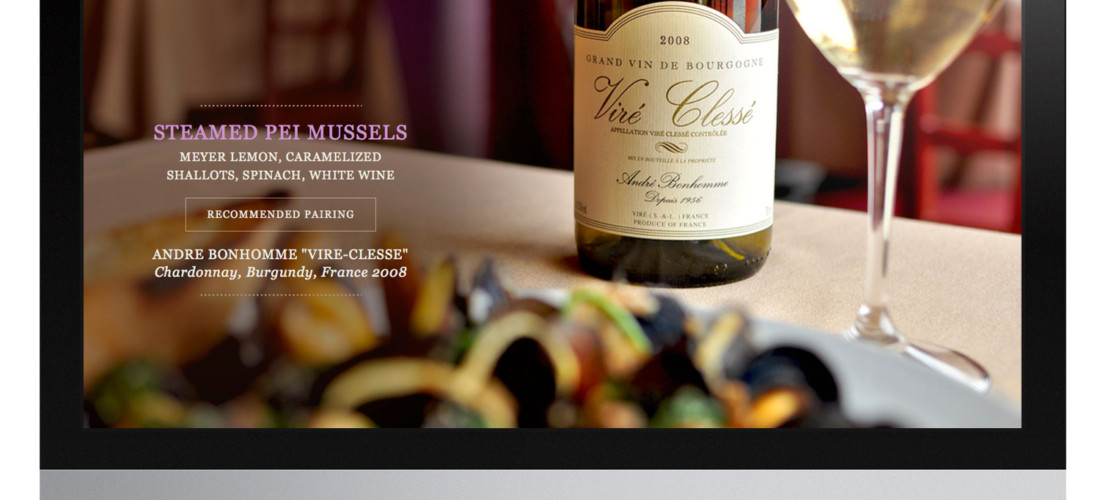 STEAMED PEI MUSSELS
MEYER LEMON, CARAMELIZED
SHALLOTS, SPINACH, WHITE WINE
RECOMMENDED PAIRING
ANDRE BONHOMME "VIRE-CLESSE"
Chardonnay, Burgundy, France 2008
2008
GRAND VIN DE BOURGOGNE
Viré Clessé
APPELLATION VIRÉ CLESSÉ CONTRÔLÉE
MIS EN BOUTEILLE À LA PROPRIÉTÉ
André Bonhomme
Depuis 1956
VIRÉ ( S.-&-L. ) FRANCE
PRODUCE OF FRANCE